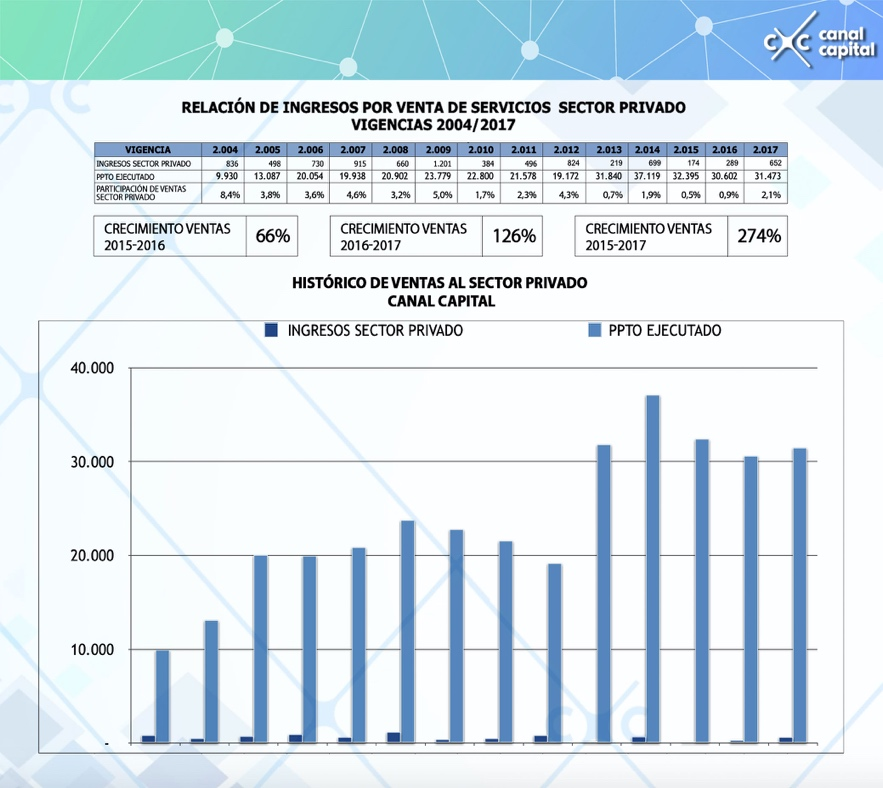 canal
capital
RELACIÓN DE INGRESOS POR VENTA DE SERVICIOS SECTOR PRIVADO
VIGENCIAS 2004/2017
VIGENCIA 2.004 2.005 2.006 2.007 2.008 2.009 2.010 2.011 2.012 2.013 2.014 2.015 2.016 2.017
INGRESOS SECTOR PRIVADO 836 498 730 915 660 1.201 384 496 824 219 699 174 289 652
PPTO EJECUTADO 9.930 13.087 20.054 19.938 20.902 23.779 22.800 21.578 19.172 31.840 37.119 32.395 30.602 31.473
PARTICIPACIÓN DE VENTAS
SECTOR PRIVADO 8,4% 3,8% 3,6% 4,6% 3,2% 5,0% 1,7% 2,3% 4,3% 0,7% 1,9% 0,5% 0,9% 2,1%
CRECIMIENTO VENTAS
2015-2016 66%
CRECIMIENTO VENTAS
2016-2017 126%
CRECIMIENTO VENTAS
2015-2017 274%
HISTÓRICO DE VENTAS AL SECTOR PRIVADO
CANAL CAPITAL
INGRESOS SECTOR PRIVADO PPTO EJECUTADO
40.000
30.000
20.000
10.000
-